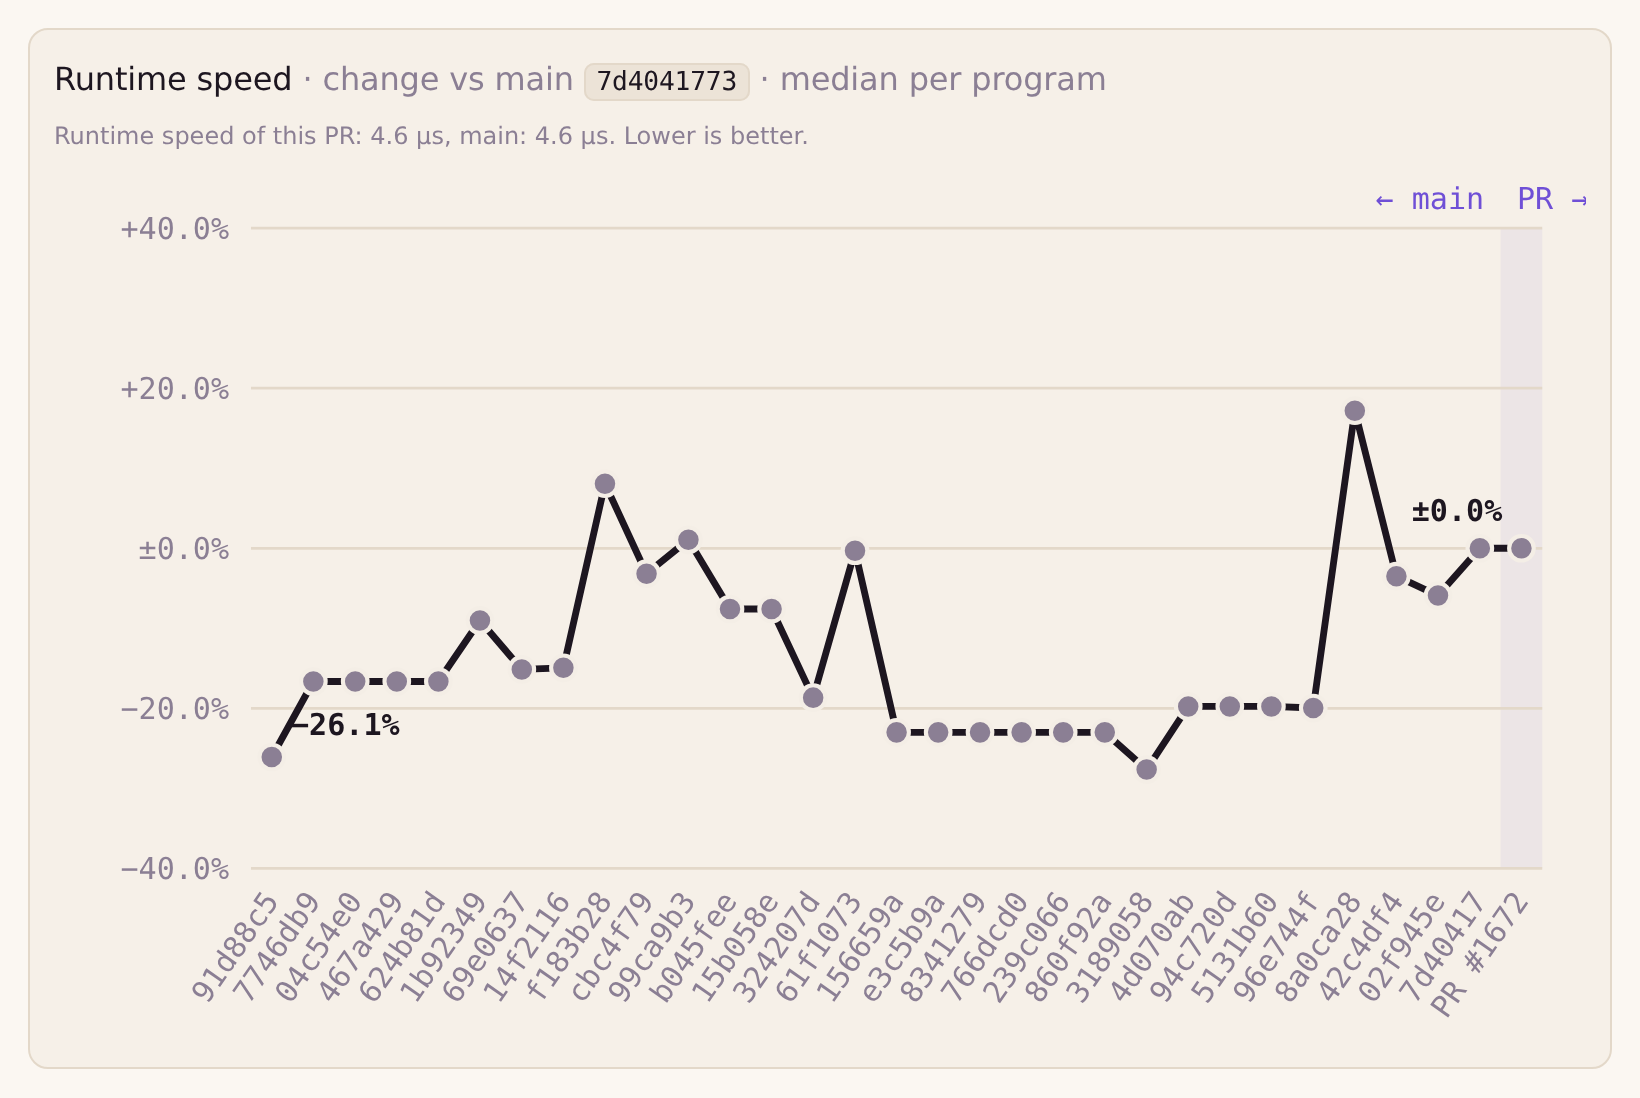 Runtime speed · change vs main 7d4041773 · median per program
Runtime speed of this PR: 4.6 µs, main: 4.6 µs. Lower is better.
← main PR →
+40.0%
+20.0%
±0.0%
±0.0%
−20.0%
−26.1%
−40.0%
91d88c5
7746db9
04c54e0
467a429
624b81d
1b92349
69e0637
14f2116
f183b28
cbc4f79
99ca9b3
b045fee
15b058e
324207d
61f1073
156659a
e3c5b9a
8341279
766dcd0
239c066
860f92a
3189058
4d070ab
94c720d
5131b60
96e744f
8a0ca28
42c4df4
02f945e
7d40417
PR #1672